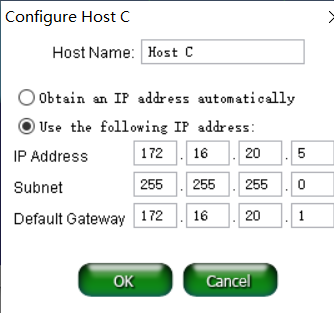 Configure Host C
Host Name: Host C
Obtain an IP address automatically
Use the following IP address:
IP Address 172 . 16 . 20 . 5
Subnet 255 . 255 . 255 . 0
Default Gateway 172 . 16 . 20 . 1
OK Cancel